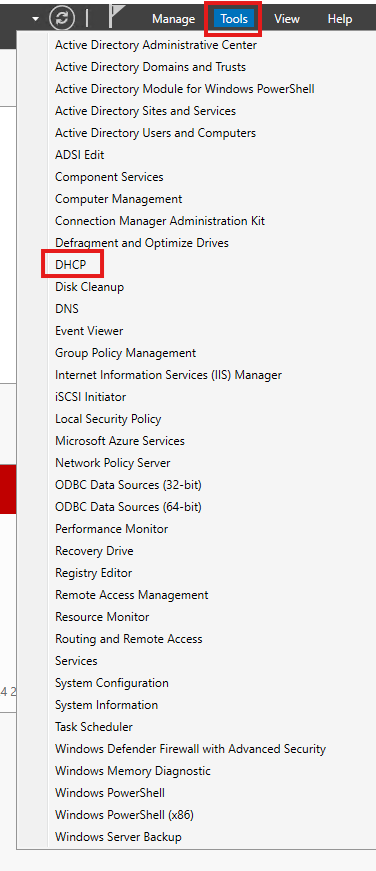 Manage Tools View Help
Active Directory Administrative Center
Active Directory Domains and Trusts
Active Directory Module for Windows PowerShell
Active Directory Sites and Services
Active Directory Users and Computers
ADSI Edit
Component Services
Computer Management
Connection Manager Administration Kit
Defragment and Optimize Drives
DHCP
Disk Cleanup
DNS
Event Viewer
Group Policy Management
Internet Information Services (IIS) Manager
iSCSI Initiator
Local Security Policy
Microsoft Azure Services
Network Policy Server
ODBC Data Sources (32-bit)
ODBC Data Sources (64-bit)
Performance Monitor
Recovery Drive
Registry Editor
Remote Access Management
Resource Monitor
Routing and Remote Access
Services
System Configuration
4 2
System Information
Task Scheduler
Windows Defender Firewall with Advanced Security
Windows Memory Diagnostic
Windows PowerShell
Windows PowerShell (x86)
Windows Server Backup